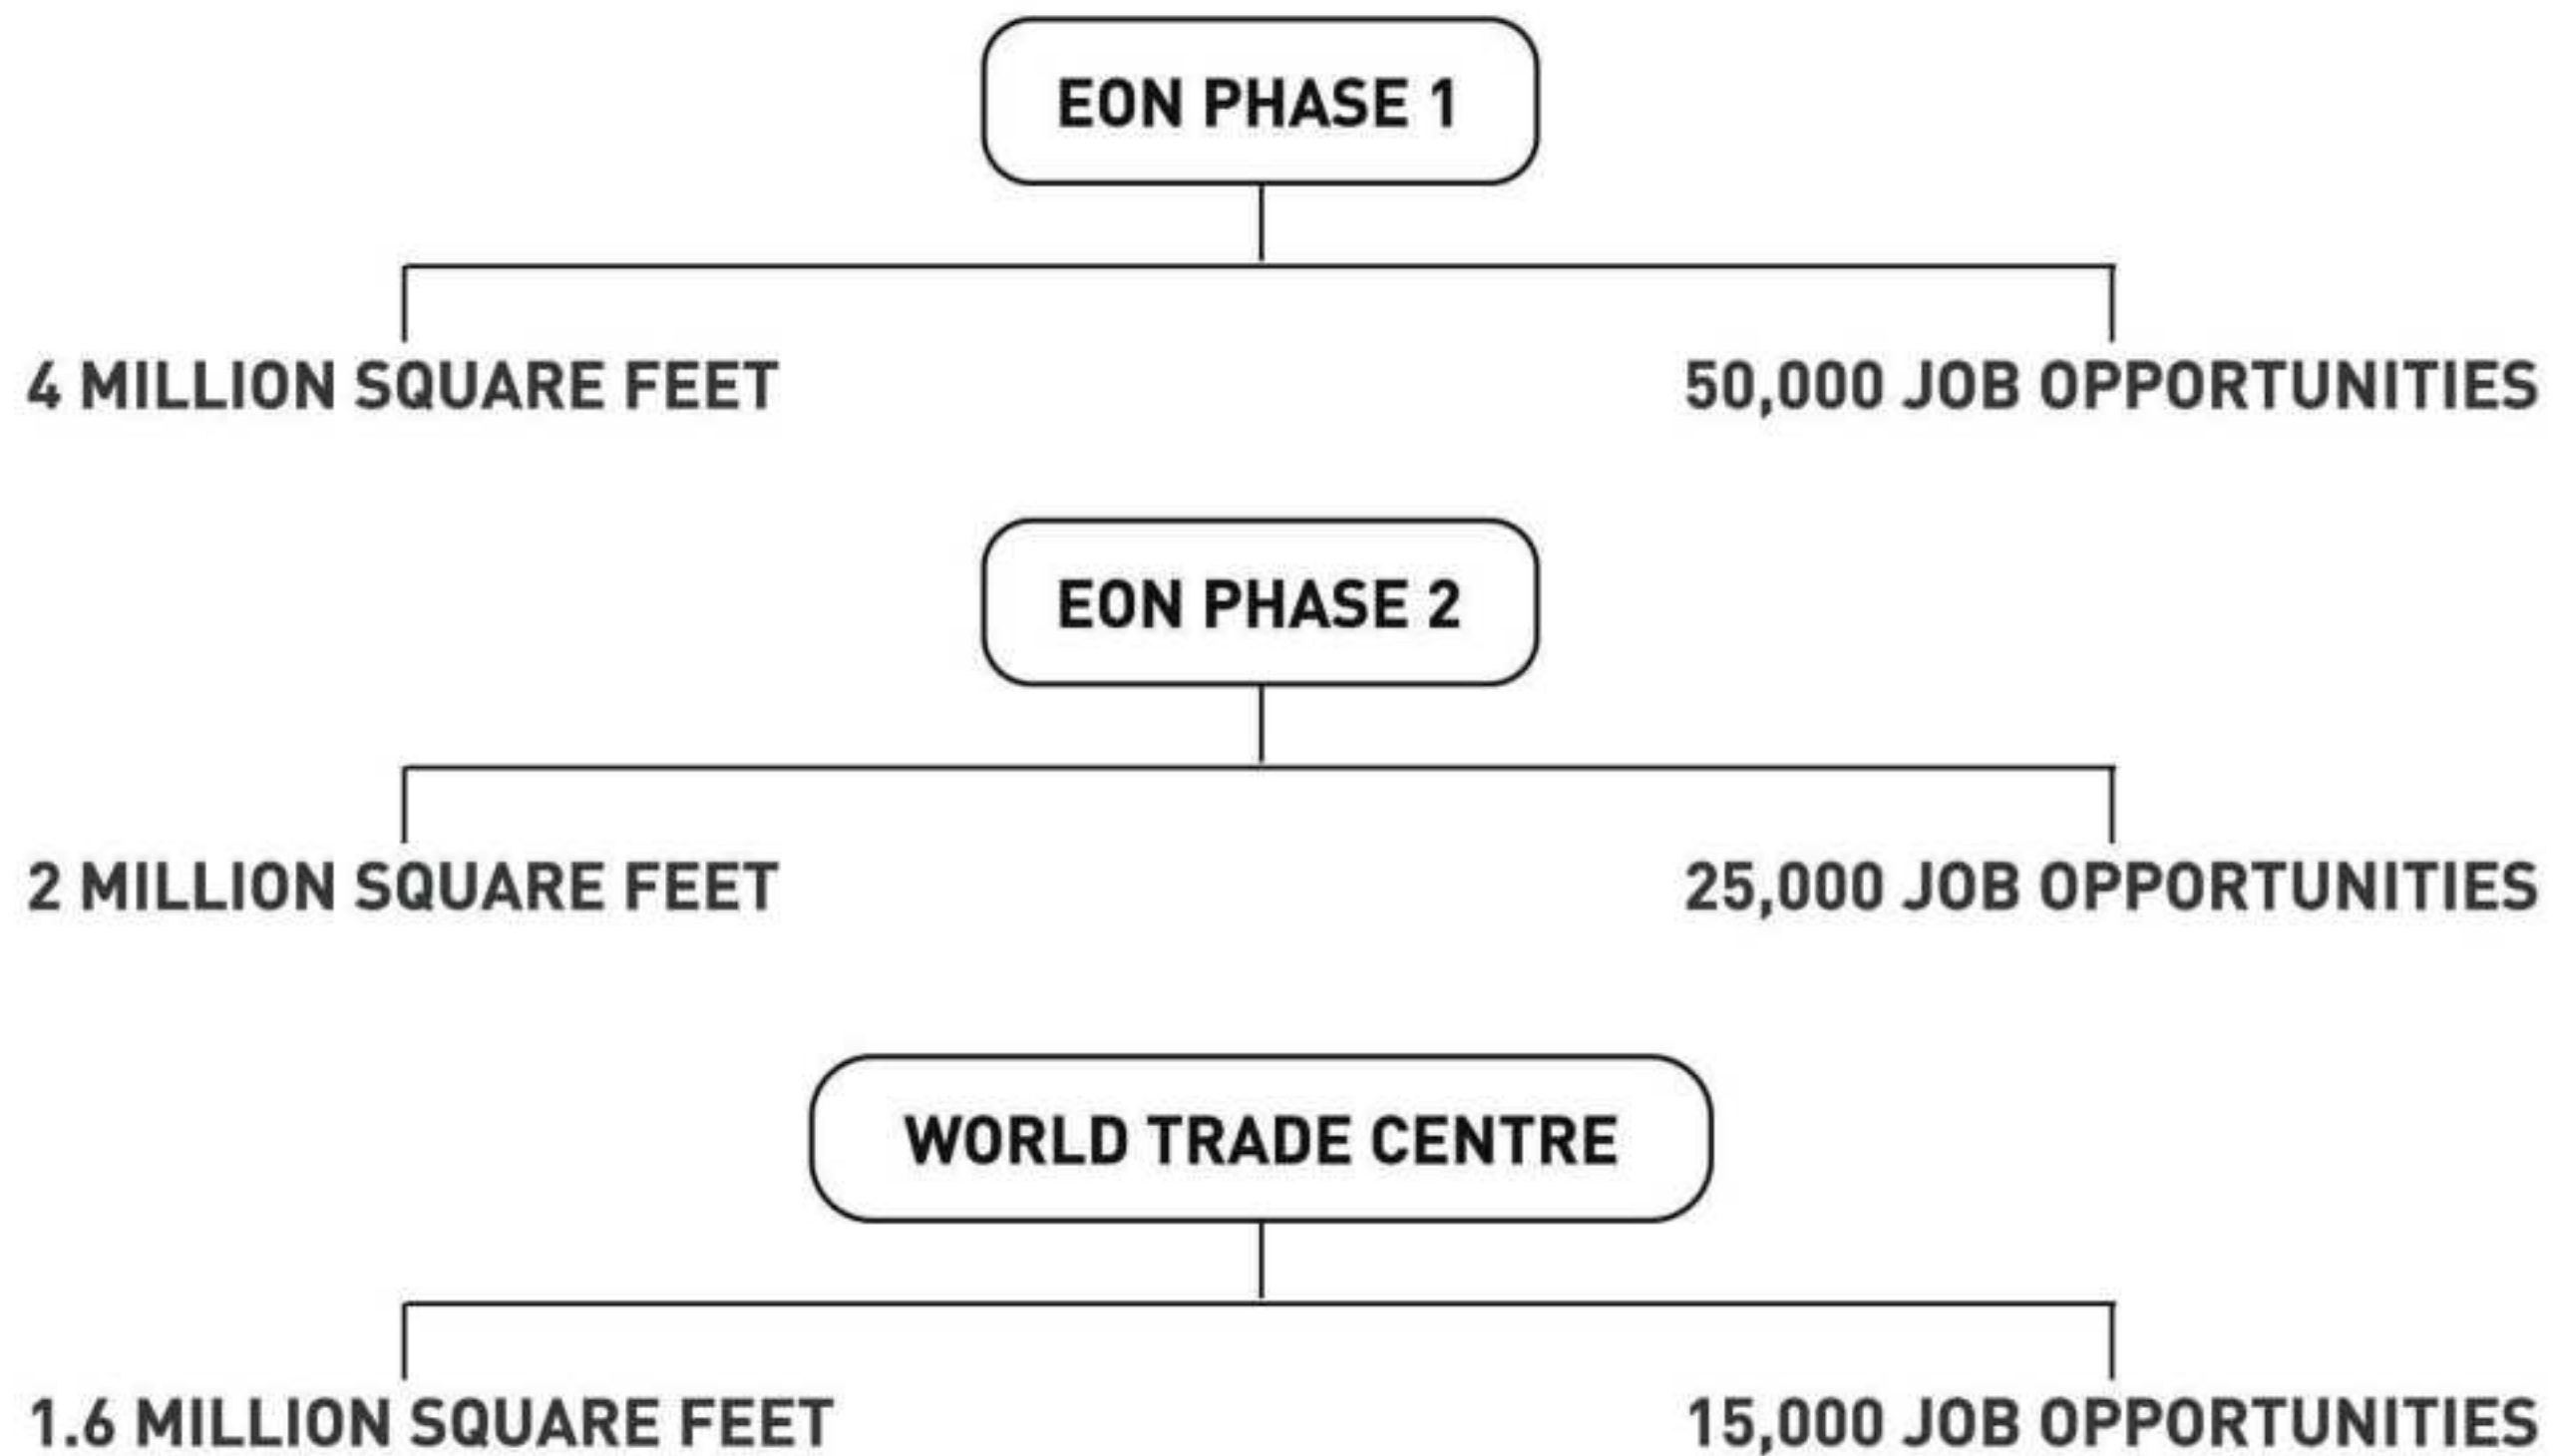 EON PHASE 1
4 MILLION SQUARE FEET
50,000 JOB OPPORTUNITIES
EON PHASE 2
2 MILLION SQUARE FEET
25,000 JOB OPPORTUNITIES
WORLD TRADE CENTRE
1.6 MILLION SQUARE FEET
15,000 JOB OPPORTUNITIES